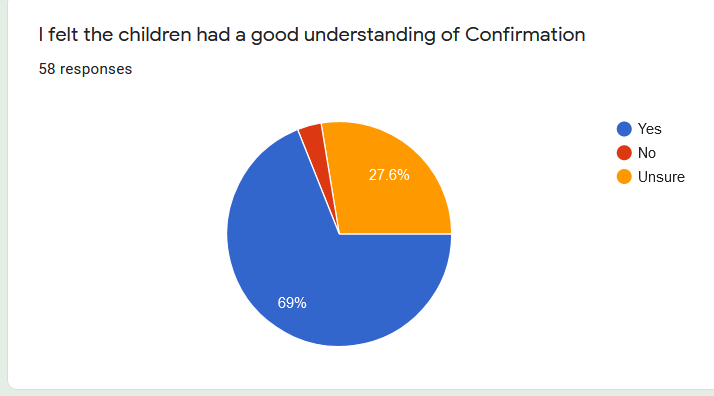 I felt the children had a good understanding of Confirmation
58 responses
Yes
No
Unsure
27.6%
69%